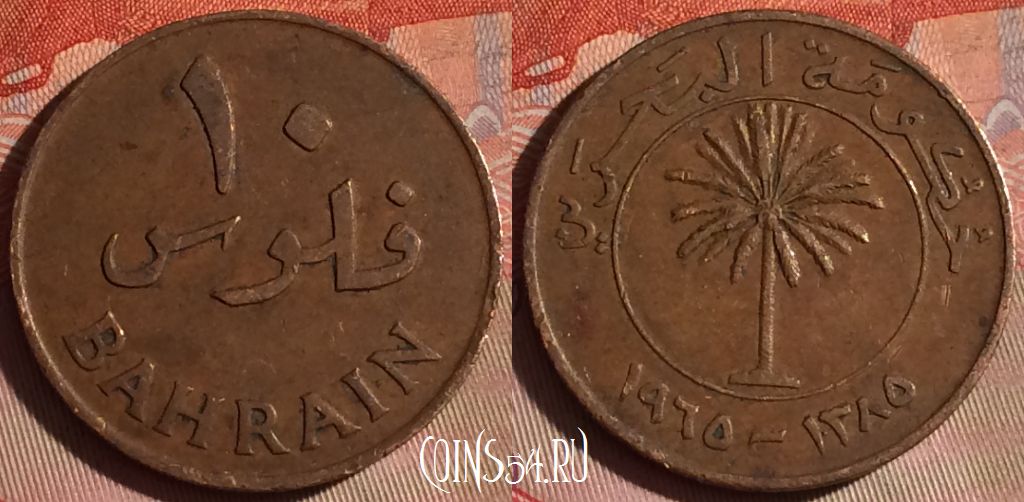 ١٠
فلوس
BAHRAIN
حكومة البحرين
١٩٦٥ - ١٣٨٥
COINS54.RU